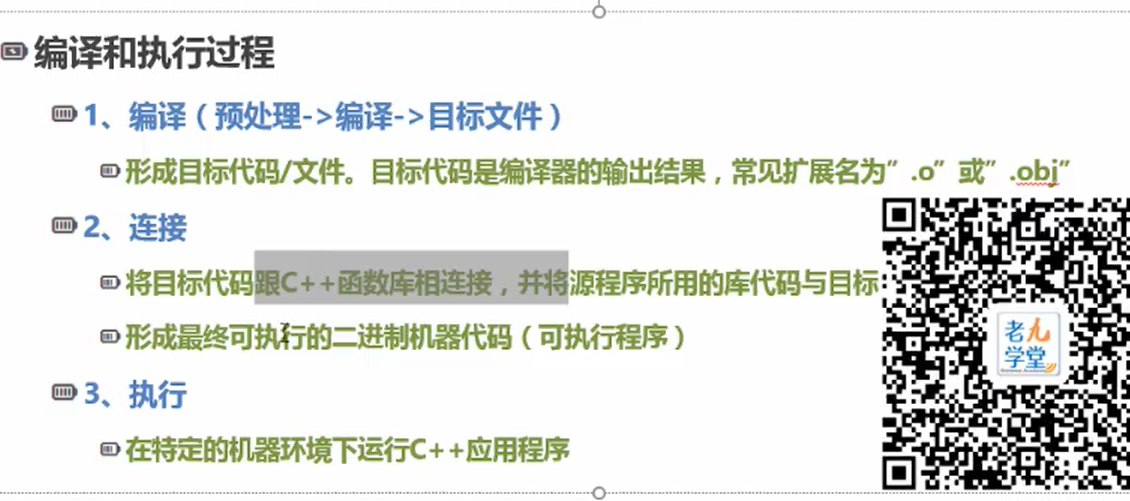 编译和执行过程
1、编译（预处理->编译->目标文件）
形成目标代码/文件。目标代码是编译器的输出结果，常见扩展名为”.o”或”.obj”
2、连接
将目标代码跟C++函数库相连接，并将源程序所用的库代码与目标
形成最终可执行的二进制机器代码（可执行程序）
3、执行
在特定的机器环境下运行C++应用程序
老九
学堂